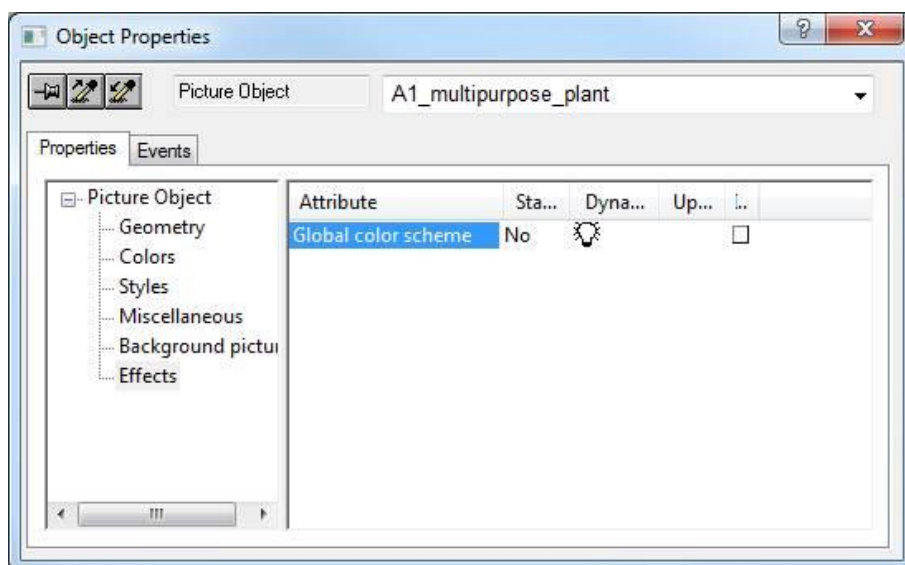 Object Properties
Picture Object A1_multipurpose_plant
Properties Events
Picture Object
Geometry
Colors
Styles
Miscellaneous
Background pictu
Effects
Attribute Sta... Dyna... Up... I..
Global color scheme No